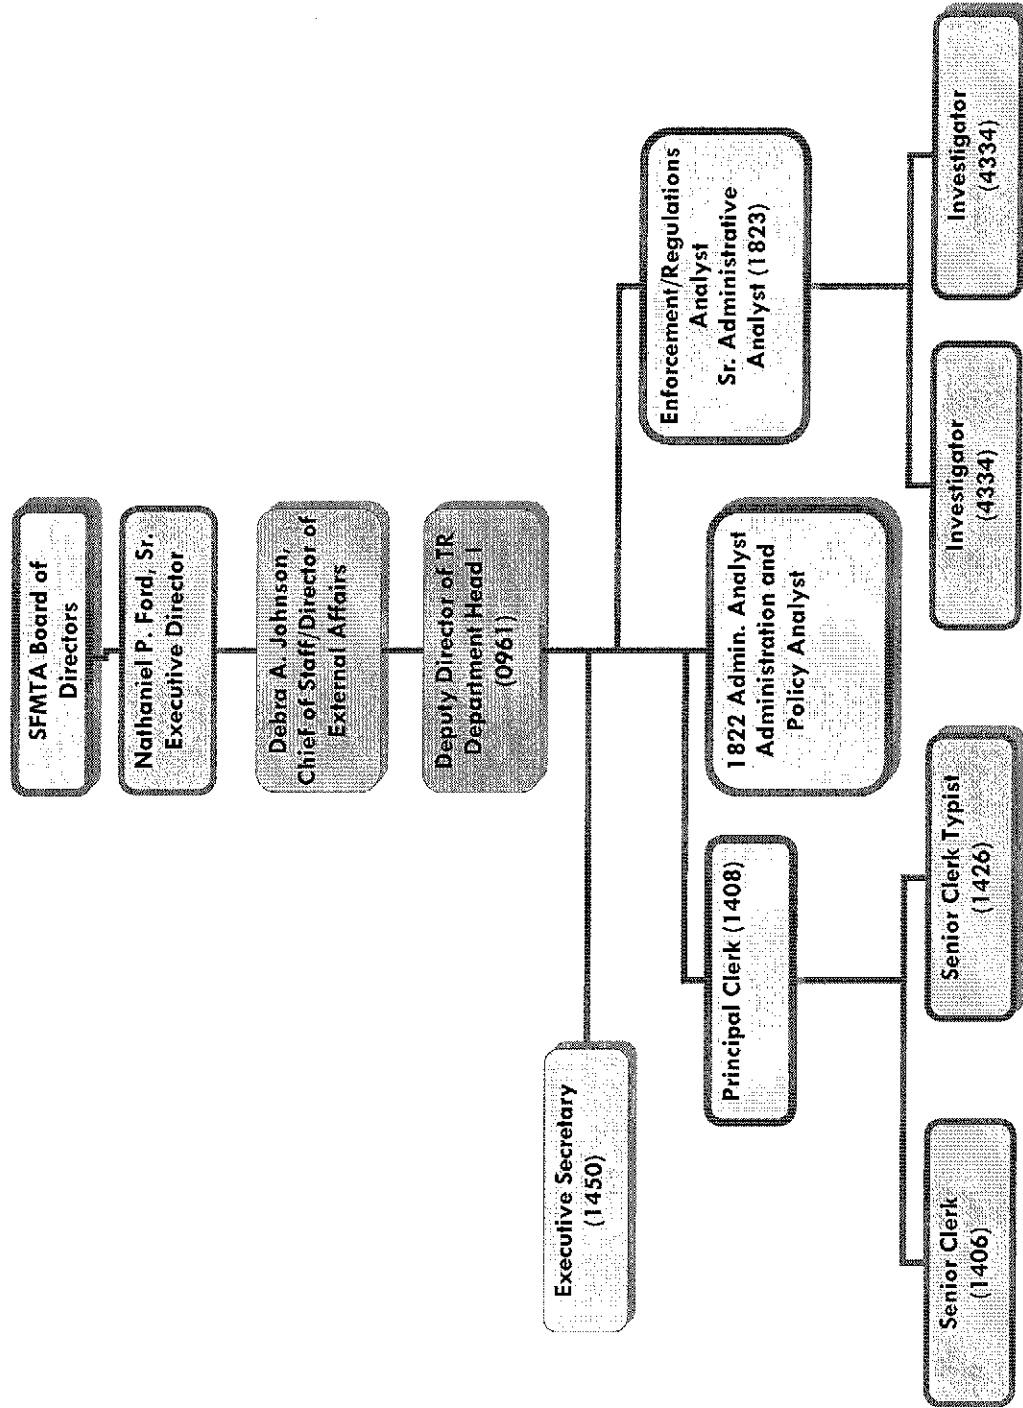 SFMTA Board of
Directors
Nathaniel P. Ford, Sr.
Executive Director
Debra A. Johnson,
Chief of Staff/Director of
External Affairs
Deputy Director of TR
Department Head I
(0961)
Executive Secretary
(1450)
Principal Clerk (1408)
1822 Admin. Analyst
Administration and
Policy Analyst
Enforcement/Regulations
Analyst
Sr. Administrative
Analyst (1823)
Senior Clerk
(1406)
Senior Clerk Typist
(1426)
Investigator
(4334)
Investigator
(4334)